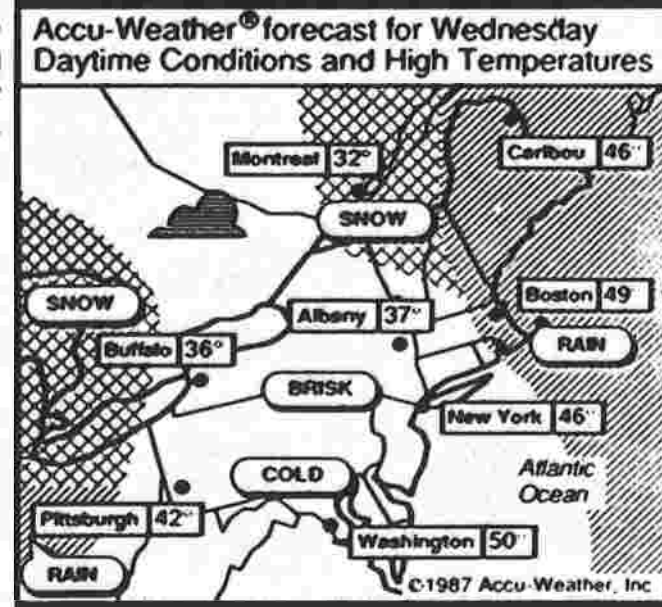 Accu-Weather® forecast for Wednesday
Daytime Conditions and High Temperatures
Montreal 32°
Caribou 46°
SNOW
SNOW
Albany 37°
Boston 49
Buffalo 36°
RAIN
BRISK
New York 46°
COLD
Atlantic
Ocean
Pittsburgh 42°
Washington 50°
RAIN
©1987 Accu-Weather, Inc